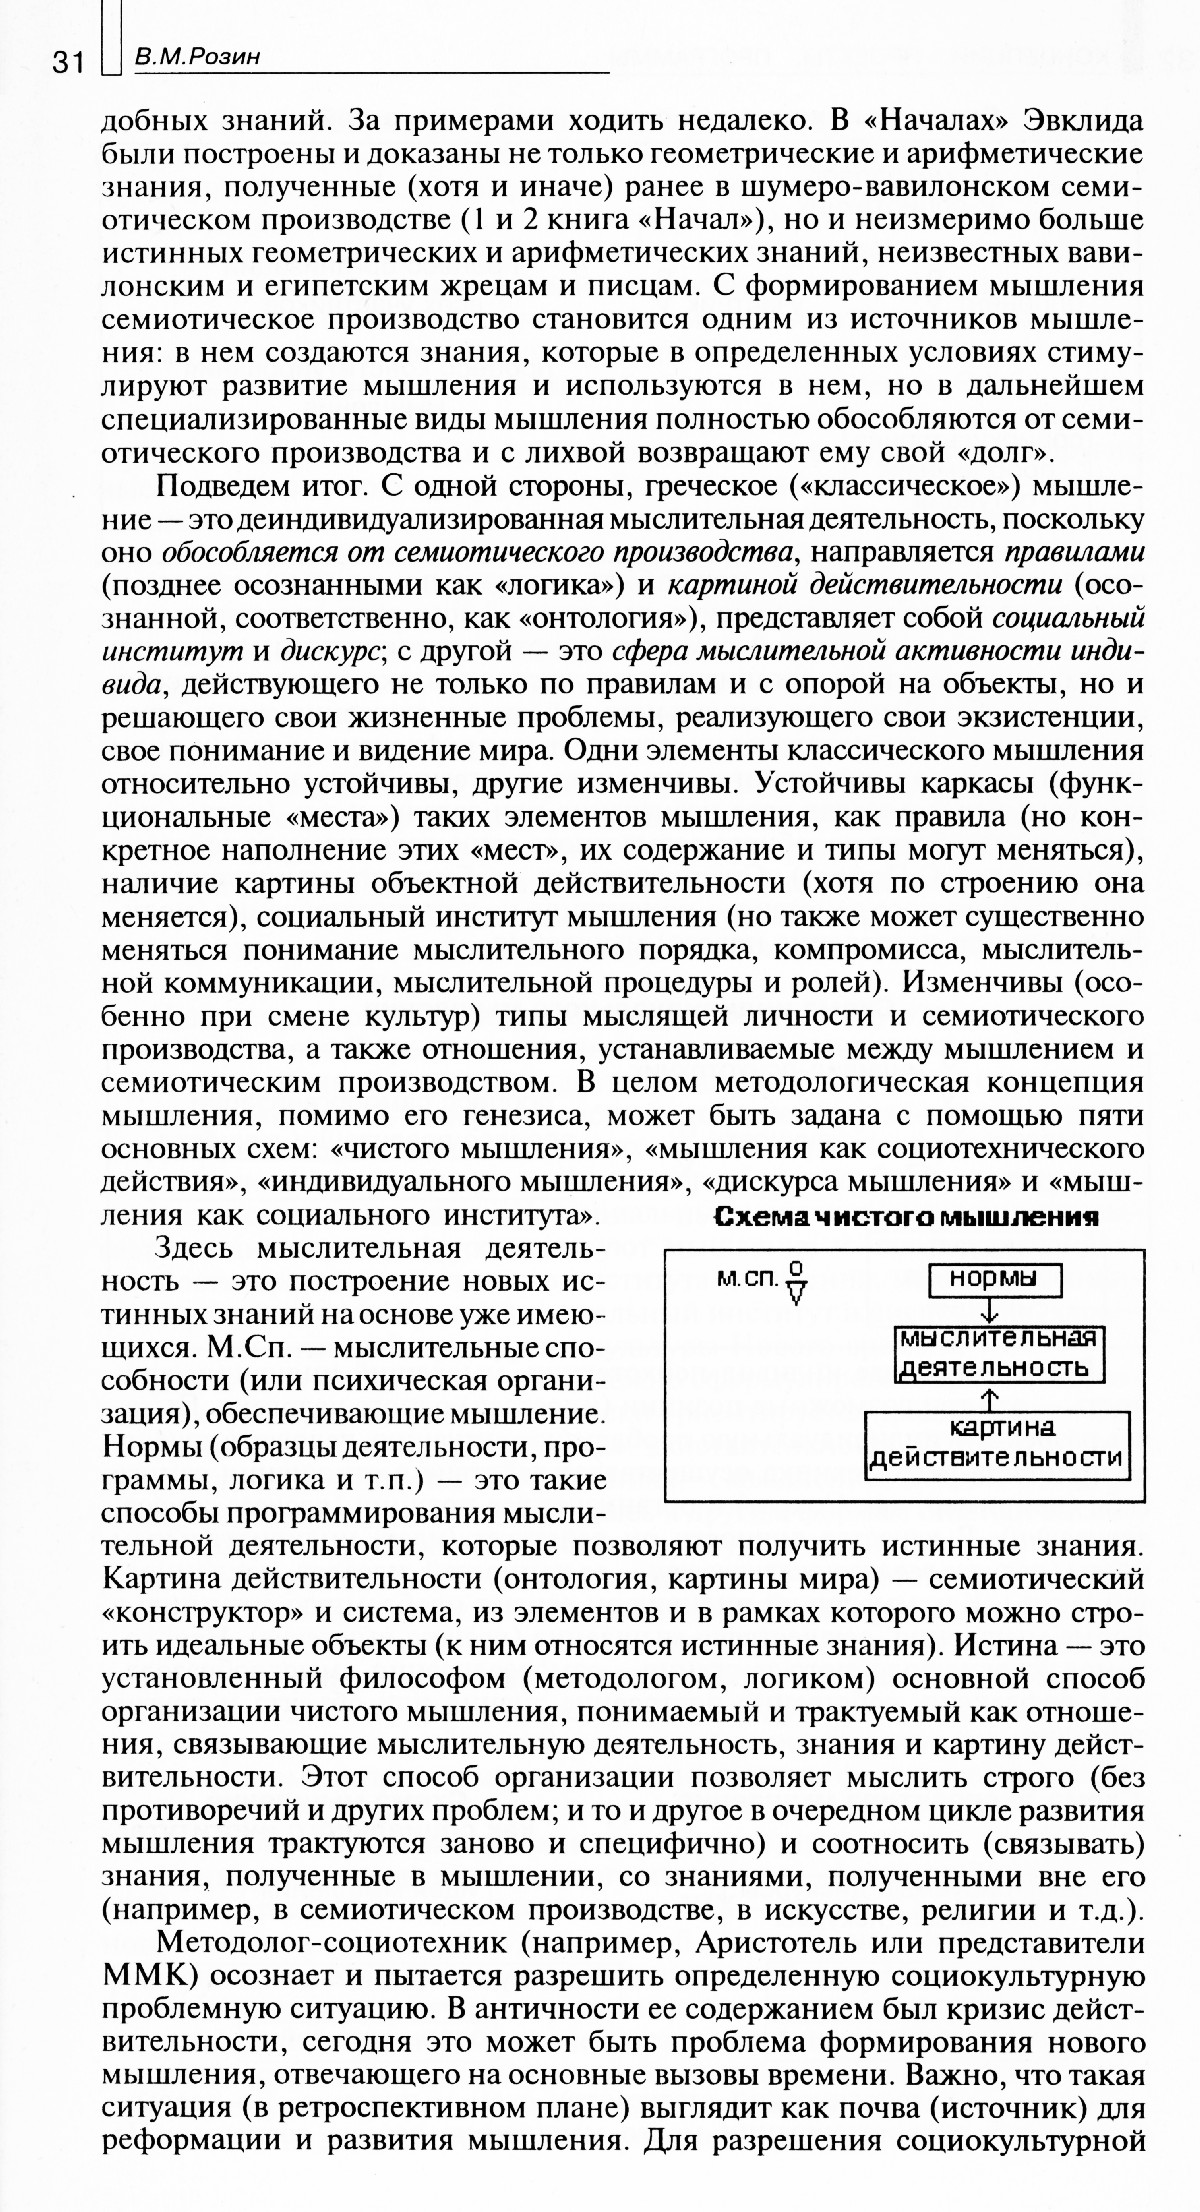 31
В.М.Розин
добных знаний. За примерами ходить недалеко. В «Началах» Эвклида
были построены и доказаны не только геометрические и арифметические
знания, полученные (хотя и иначе) ранее в шумеро-вавилонском семи-
отическом производстве (1 и 2 книга «Начал»), но и неизмеримо больше
истинных геометрических и арифметических знаний, неизвестных вави-
лонским и египетским жрецам и писцам. С формированием мышления
семиотическое производство становится одним из источников мышле-
ния: в нем создаются знания, которые в определенных условиях стиму-
лируют развитие мышления и используются в нем, но в дальнейшем
специализированные виды мышления полностью обособляются от семи-
отического производства и с лихвой возвращают ему свой «долг».
Подведем итог. С одной стороны, греческое («классическое») мышле-
ние — это деиндивидуализированная мыслительная деятельность, поскольку
оно обособляется от семиотического производства, направляется правилами
(позднее осознанными как «логика») и картиной действительности (осо-
знанной, соответственно, как «онтология»), представляет собой социальный
институт и дискурс; с другой — это сфера мыслительной активности инди-
вида, действующего не только по правилам и с опорой на объекты, но и
решающего свои жизненные проблемы, реализующего свои экзистенции,
свое понимание и видение мира. Одни элементы классического мышления
относительно устойчивы, другие изменчивы. Устойчивы каркасы (функ-
циональные «места») таких элементов мышления, как правила (но кон-
кретное наполнение этих «мест», их содержание и типы могут меняться),
наличие картины объектной действительности (хотя по строению она
меняется), социальный институт мышления (но также может существенно
меняться понимание мыслительного порядка, компромисса, мыслитель-
ной коммуникации, мыслительной процедуры и ролей). Изменчивы (осо-
бенно при смене культур) типы мыслящей личности и семиотического
производства, а также отношения, устанавливаемые между мышлением и
семиотическим производством. В целом методологическая концепция
мышления, помимо его генезиса, может быть задана с помощью пяти
основных схем: «чистого мышления», «мышления как социотехнического
действия», «индивидуального мышления», «дискурса мышления» и «мыш-
ления как социального института».
Здесь мыслительная деятель-
ность — это построение новых ис-
тинных знаний на основе уже имею-
щихся. М.Сп. — мыслительные спо-
собности (или психическая органи-
зация), обеспечивающие мышление.
Нормы (образцы деятельности, про-
граммы, логика и т.п.) — это такие
способы программирования мысли-
Схема чистого мышления
м.сп.
нормы
мыслительная
деятельность
картина
действительности
тельной деятельности, которые позволяют получить истинные знания.
Картина действительности (онтология, картины мира) — семиотический
«конструктор» и система, из элементов и в рамках которого можно стро-
ить идеальные объекты (к ним относятся истинные знания). Истина — это
установленный философом (методологом, логиком) основной способ
организации чистого мышления, понимаемый и трактуемый как отноше-
ния, связывающие мыслительную деятельность, знания и картину дейст-
вительности. Этот способ организации позволяет мыслить строго (без
противоречий и других проблем; и то и другое в очередном цикле развития
мышления трактуются заново и специфично) и соотносить (связывать)
знания, полученные в мышлении, со знаниями, полученными вне его
(например, в семиотическом производстве, в искусстве, религии и т.д.).
Методолог-социотехник (например, Аристотель или представители
ММК) осознает и пытается разрешить определенную социокультурную
проблемную ситуацию. В античности ее содержанием был кризис дейст-
вительности, сегодня это может быть проблема формирования нового
мышления, отвечающего на основные вызовы времени. Важно, что такая
ситуация (в ретроспективном плане) выглядит как почва (источник) для
реформации и развития мышления. Для разрешения социокультурной